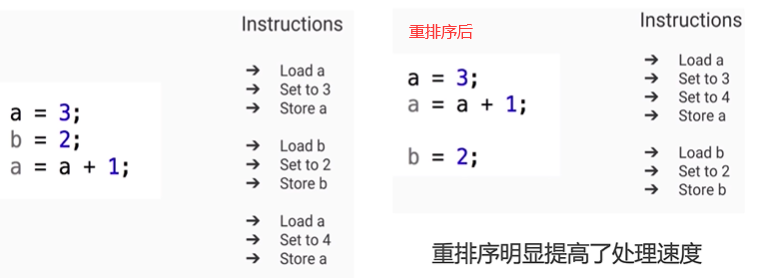 Instructions
a = 3;
b = 2;
a = a + 1;
→ Load a
→ Set to 3
→ Store a
→ Load b
→ Set to 2
→ Store b
→ Load a
→ Set to 4
→ Store a
重排序后
Instructions
a = 3;
a = a + 1;
b = 2;
→ Load a
→ Set to 3
→ Set to 4
→ Store a
→ Load b
→ Set to 2
→ Store b
重排序明显提高了处理速度